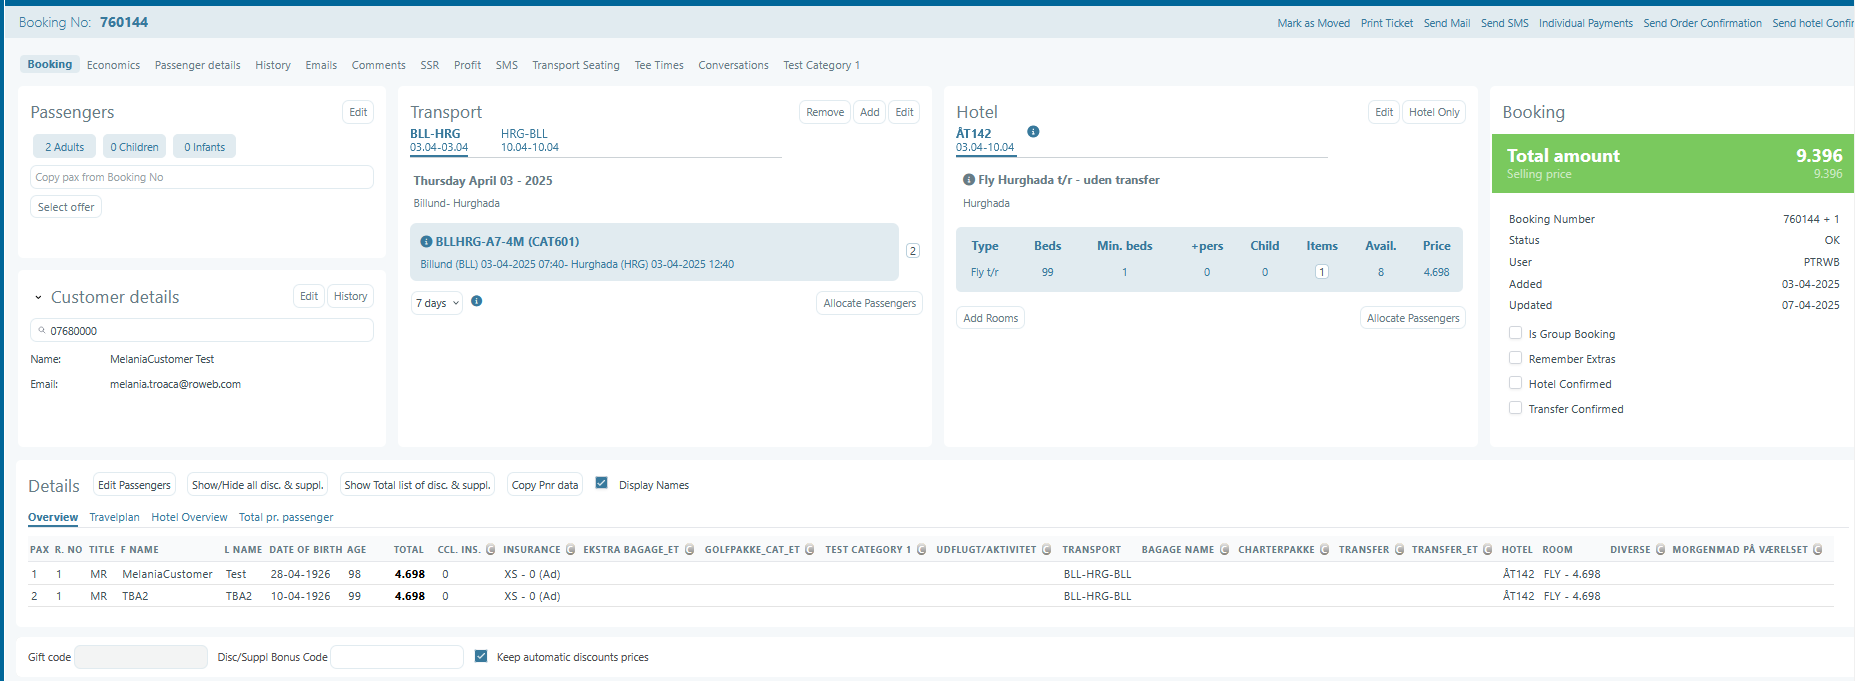 Booking No: 760144
Mark as Moved Print Ticket Send Mail Send SMS Individual Payments Send Order Confirmation Send hotel Confir
Booking Economics Passenger details History Emails Comments SSR Profit SMS Transport Seating Tee Times Conversations Test Category 1
Passengers
Edit
2 Adults 0 Children 0 Infants
Copy pax from Booking No
Select offer
Customer details
Edit History
07680000
Name: MelaniaCustomer Test
Email: melania.troaca@roweb.com
Transport
Remove Add Edit
BLL-HRG HRG-BLL
03.04-03.04 10.04-10.04
Thursday April 03 - 2025
Billund- Hurghada
BLLHRG-A7-4M (CAT601)
Billund (BLL) 03-04-2025 07:40- Hurghada (HRG) 03-04-2025 12:40
2
7 days
Allocate Passengers
Hotel
Edit Hotel Only
ÅT142
03.04-10.04
Fly Hurghada t/r - uden transfer
Hurghada
Type Beds Min. beds +pers Child Items Avail. Price
Fly t/r 99 1 0 0 1 8 4.698
Add Rooms
Allocate Passengers
Booking
Total amount 9.396
Selling price 9.396
Booking Number 760144 + 1
Status OK
User PTRWB
Added 03-04-2025
Updated 07-04-2025
Is Group Booking
Remember Extras
Hotel Confirmed
Transfer Confirmed
Details Edit Passengers Show/Hide all disc. & suppl. Show Total list of disc. & suppl. Copy Pnr data Display Names
Overview Travelplan Hotel Overview Total pr. passenger
PAX R. NO TITLE F NAME L NAME DATE OF BIRTH AGE TOTAL CCL. INS. C INSURANCE C EKSTRA BAGAGE_ET C GOLFPAKKE_CAT_ET C TEST CATEGORY 1 C UDFLUGT/AKTIVITET C TRANSPORT BAGAGE NAME C CHARTERPAKKE C TRANSFER C TRANSFER_ET C HOTEL ROOM DIVERSE C MORGENMAD PÅ VÆRELSET C
1 1 MR MelaniaCustomer Test 28-04-1926 98 4.698 0 XS - 0 (Ad) BLL-HRG-BLL ÅT142 FLY - 4.698
2 1 MR TBA2 TBA2 10-04-1926 99 4.698 0 XS - 0 (Ad) BLL-HRG-BLL ÅT142 FLY - 4.698
Gift code Disc/Suppl Bonus Code Keep automatic discounts prices